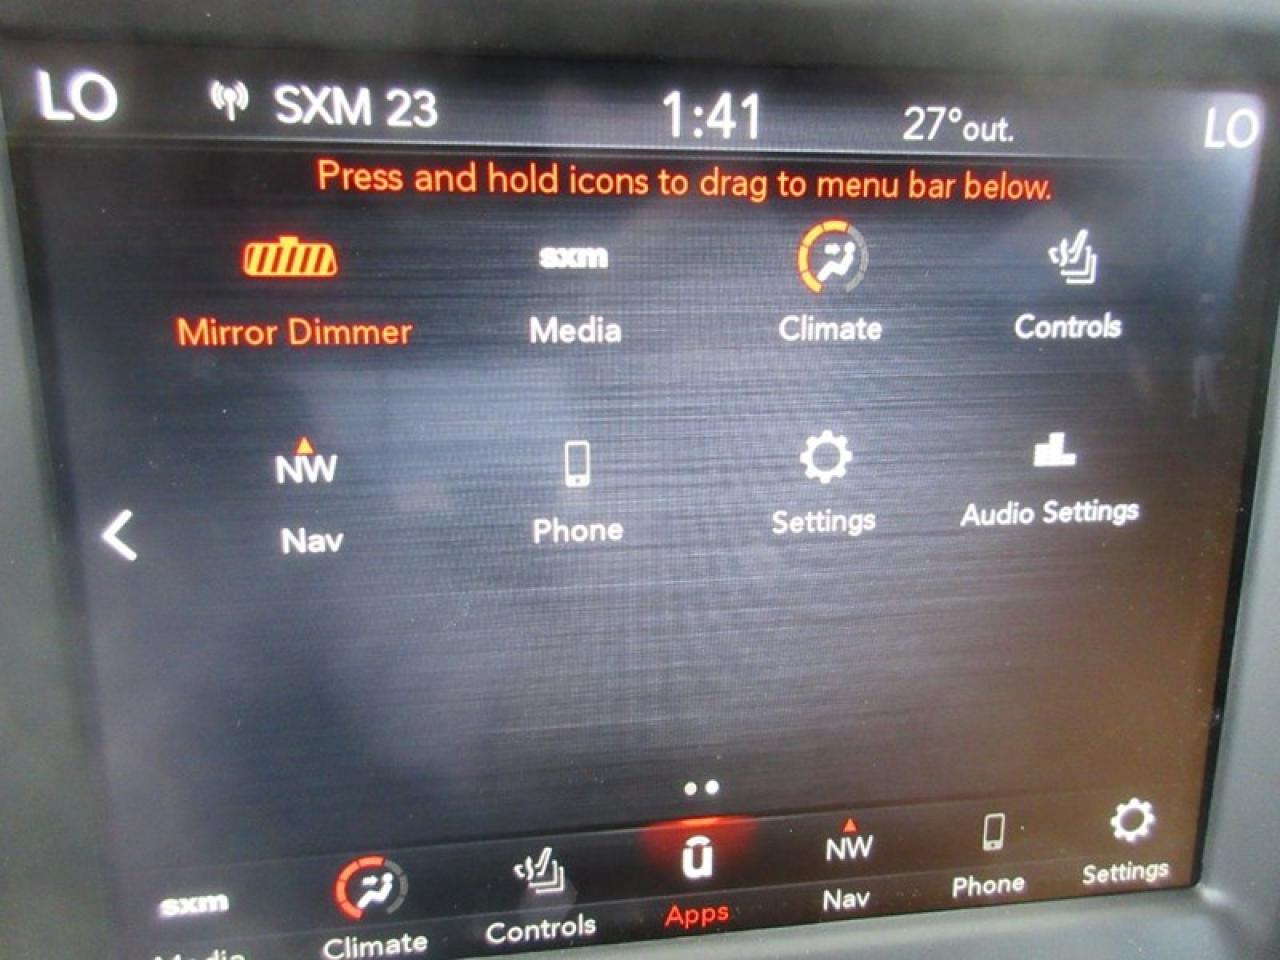 LO SXM 23 1:41 27°out. LO
Press and hold icons to drag to menu bar below.
sxm
Mirror Dimmer Media Climate Controls
NW
Nav Phone Settings Audio Settings
sxm NW
Media Climate Controls Apps Nav Phone Settings